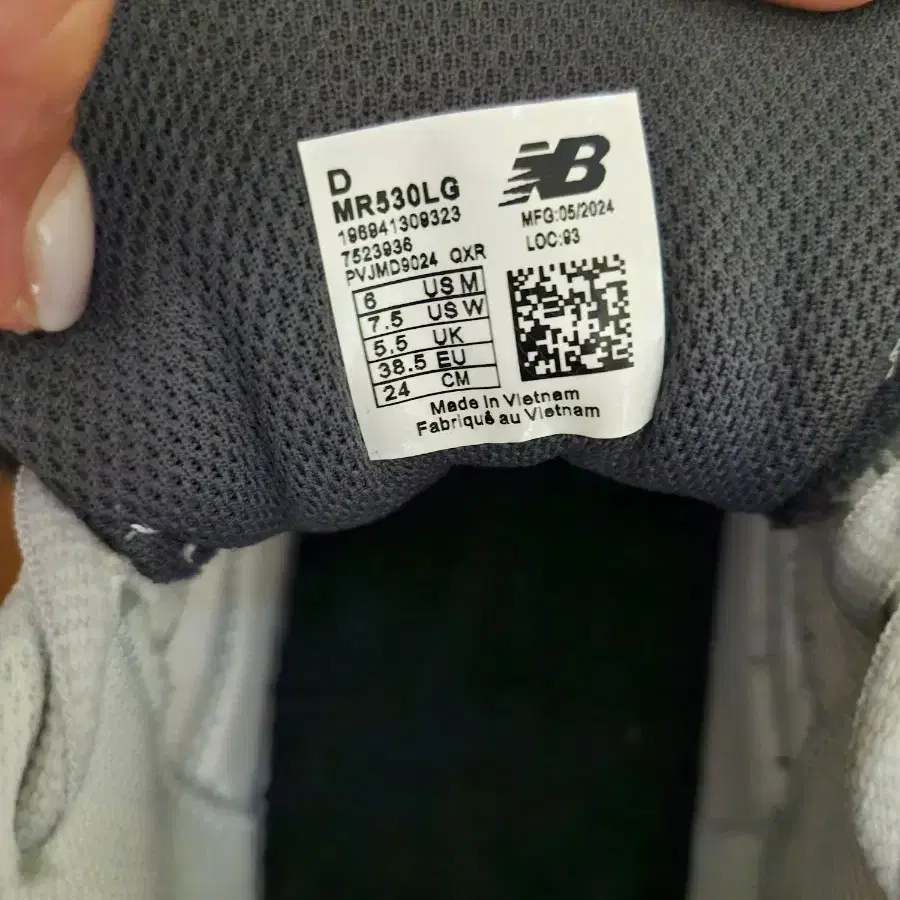 D
MR530LG
196941309323
7523936
PVJMD9024 QXR
6 US M
7.5 US W
5.5 UK
38.5 EU
24 CM
NB
MFG:05/2024
LOC:93
Made in Vietnam
Fabriqué au Vietnam